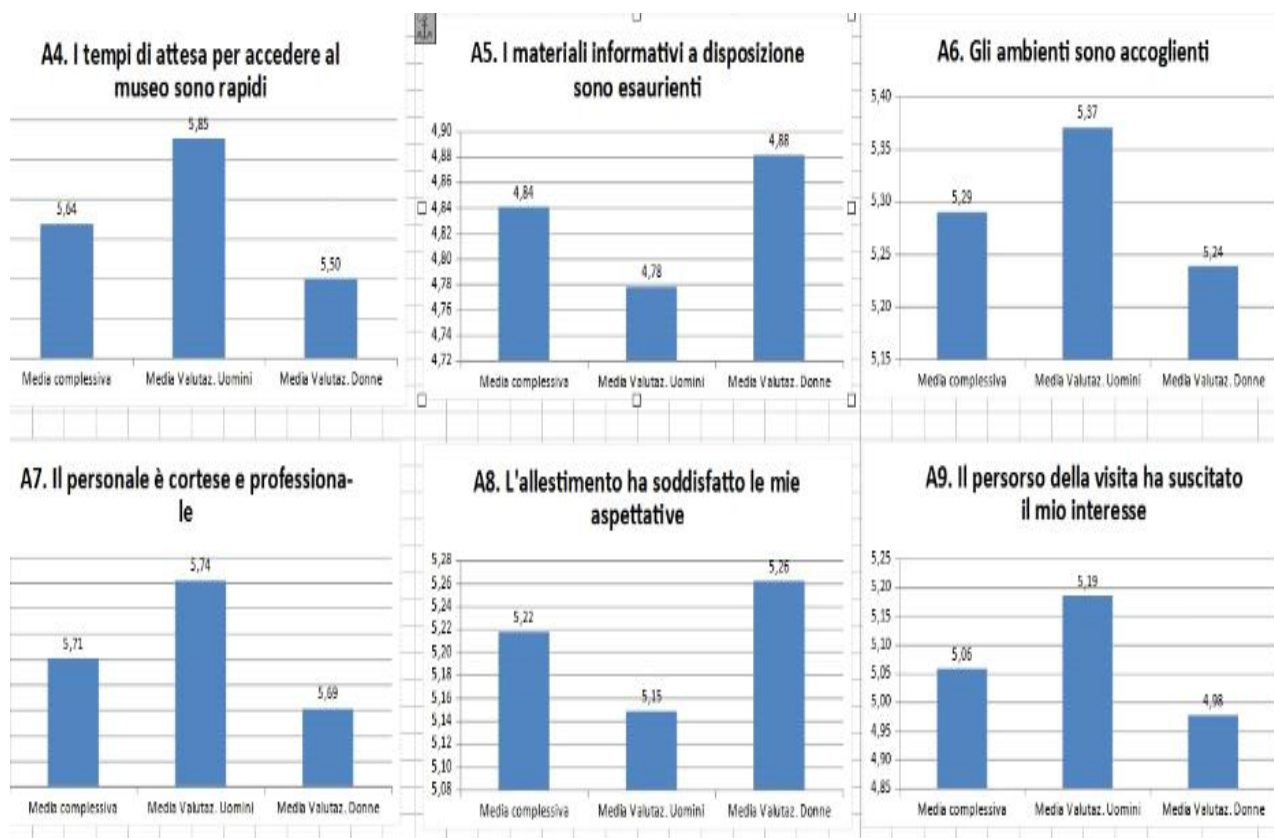 A4. I tempi di attesa per accedere al
museo sono rapidi
5,85
5,64
5,50
Media complessiva
Media Valutaz. Uomini
Media Valutaz. Donne
A5. I materiali informativi a disposizione
sono esaurienti
4,90
4,88
4,86
4,84
4,82
4,80
4,78
4,76
4,74
4,72
4,84
4,78
4,88
Media complessiva
Media Valutaz. Uomini
Media Valutaz. Donne
A6. Gli ambienti sono accoglienti
5,40
5,35
5,30
5,25
5,20
5,15
5,29
5,37
5,24
Media complessiva
Media Valutaz. Uomini
Media Valutaz. Donne
A7. Il personale è cortese e professiona-
le
5,71
5,74
5,69
Media complessiva
Media Valutaz. Uomini
Media Valutaz. Donne
A8. L'allestimento ha soddisfatto le mie
aspettative
5,28
5,26
5,24
5,22
5,20
5,18
5,16
5,14
5,12
5,10
5,08
5,22
5,15
5,26
Media complessiva
Media Valutaz. Uomini
Media Valutaz. Donne
A9. Il persorso della visita ha suscitato
il mio interesse
5,25
5,20
5,15
5,10
5,05
5,00
4,95
4,90
4,85
5,06
5,19
4,98
Media complessiva
Media Valutaz. Uomini
Media Valutaz. Donne